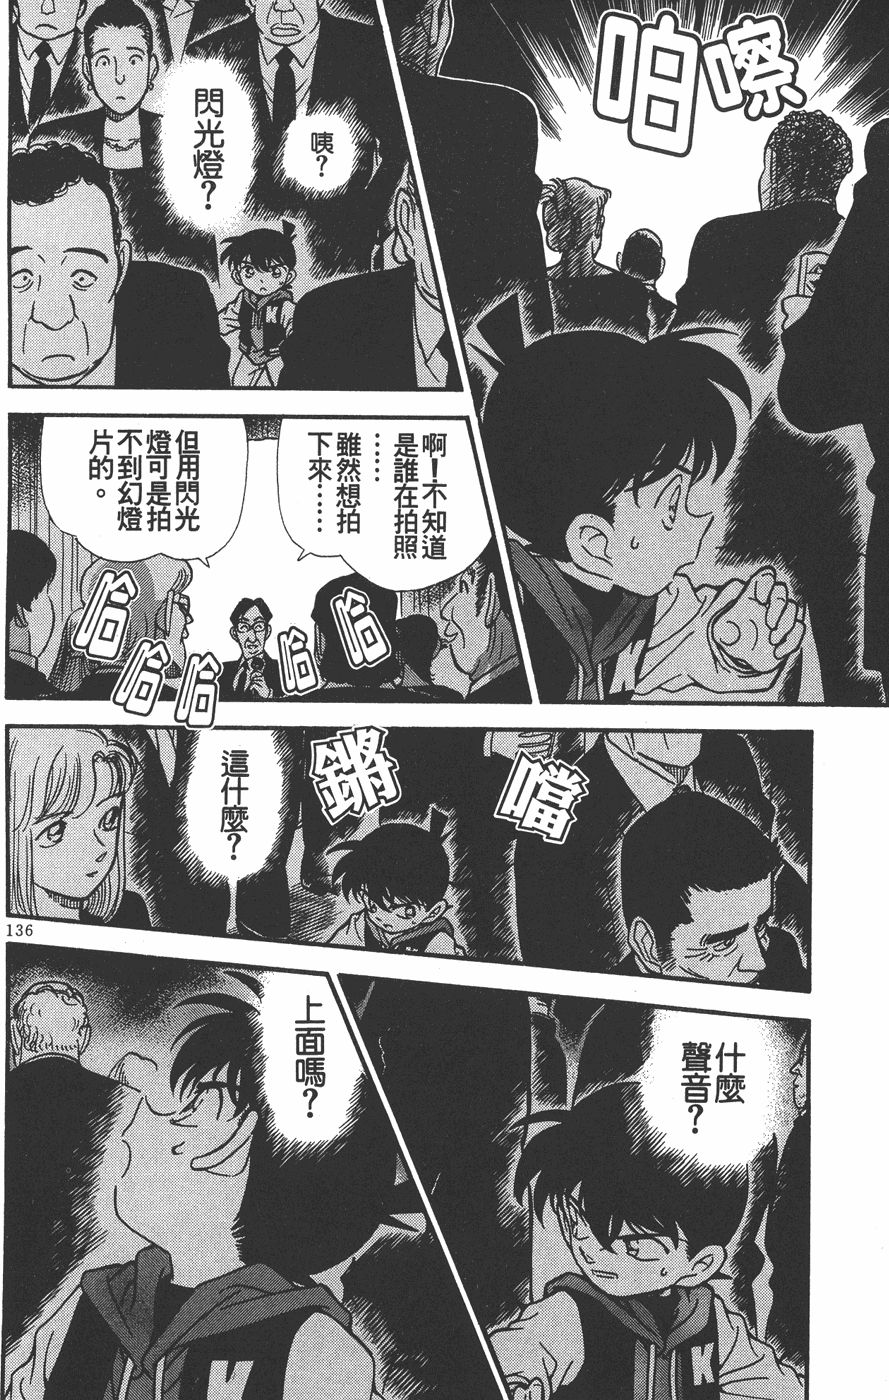 咱嚓
咦？
閃光燈？
啊！不知道
是誰在拍照
……
雖然想拍
下來……
但用閃光
燈可是拍
不到幻燈
片的。
哈
哈
哈
哈
哈
鏘
噹
這什麼？
136
什麼
聲音？
上面嗎？
K
K
K
K